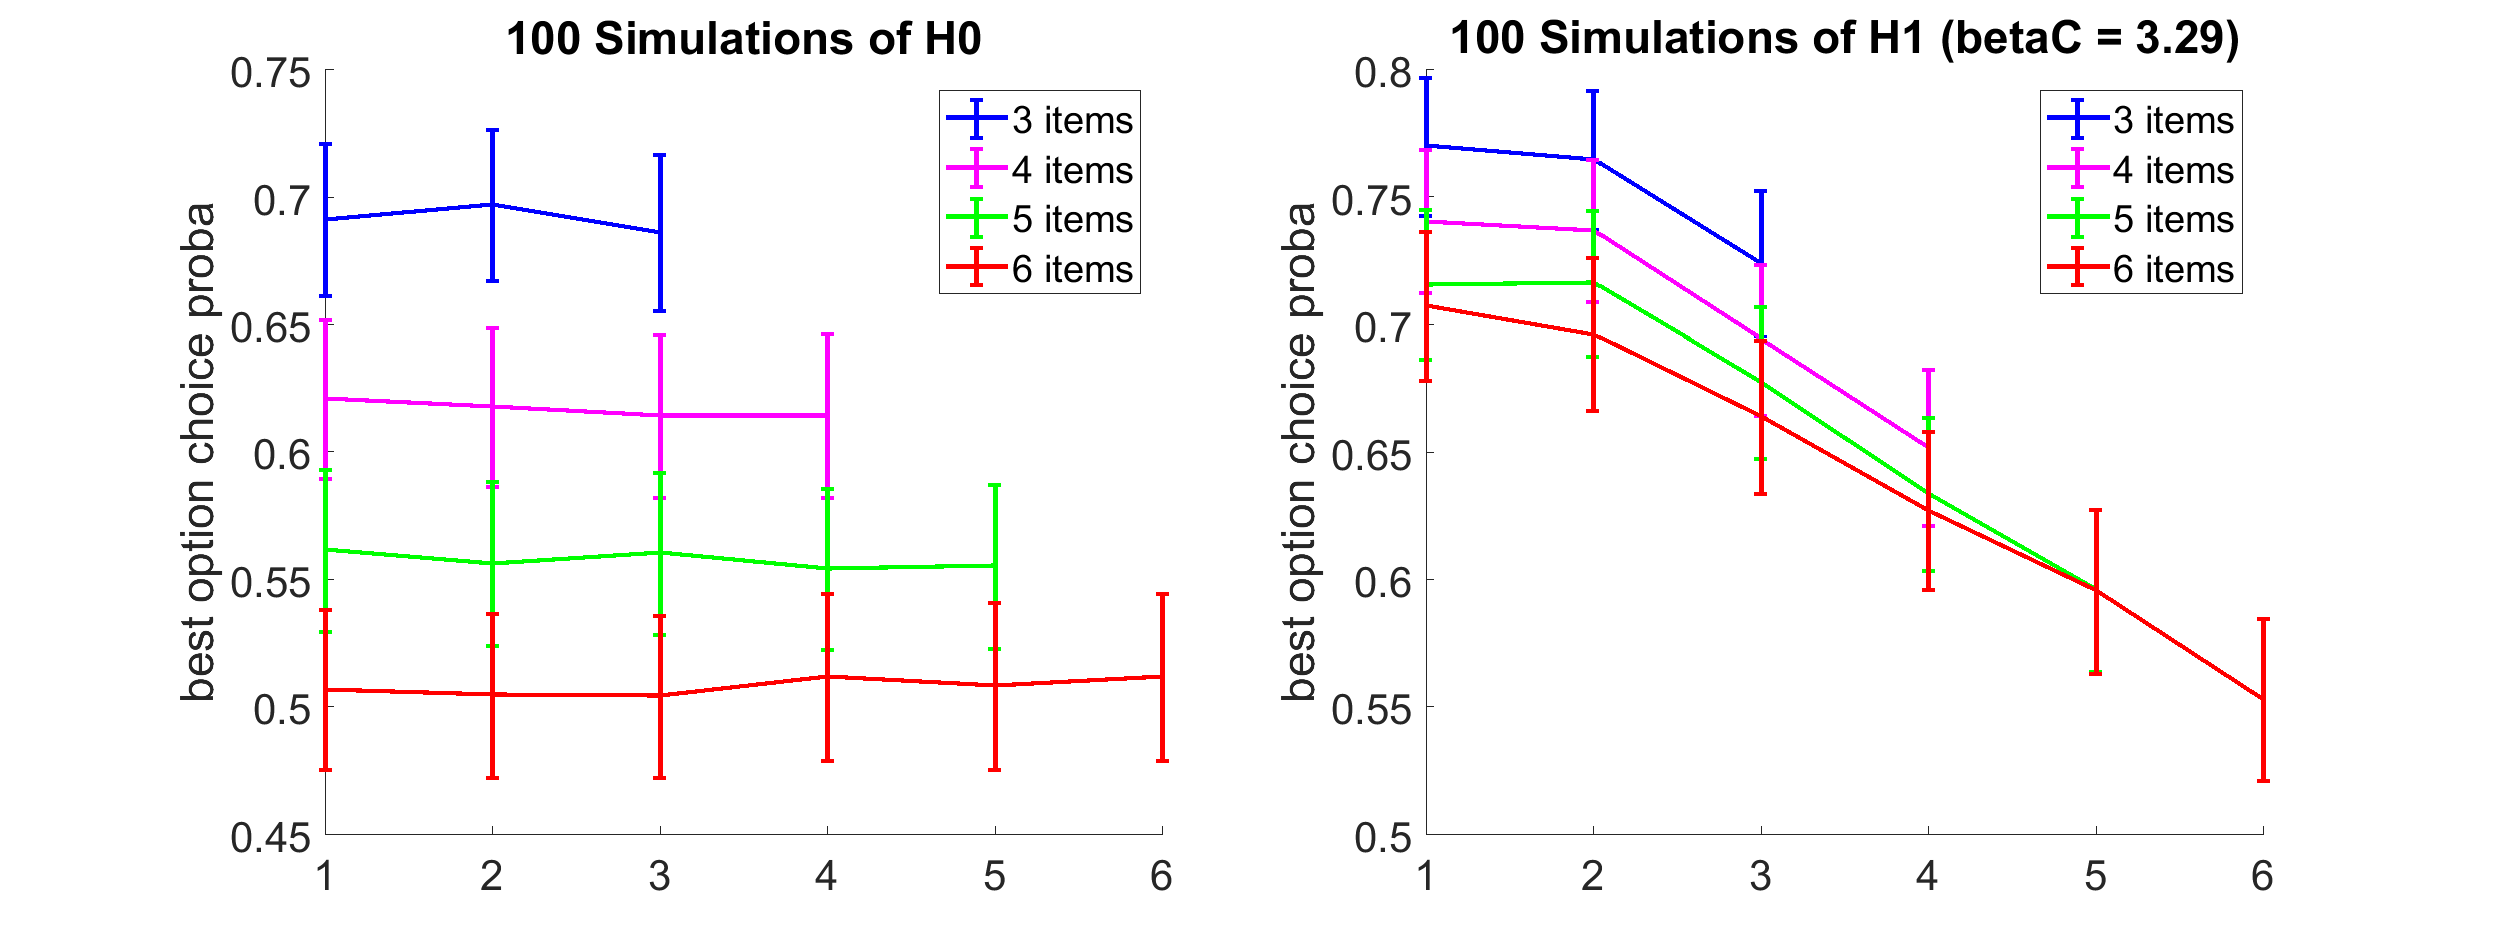 100 Simulations of H0
best option choice proba
0.75
0.7
0.65
0.6
0.55
0.5
0.45
1 2 3 4 5 6
3 items
4 items
5 items
6 items
100 Simulations of H1 (betaC = 3.29)
best option choice proba
0.8
0.75
0.7
0.65
0.6
0.55
0.5
1 2 3 4 5 6
3 items
4 items
5 items
6 items